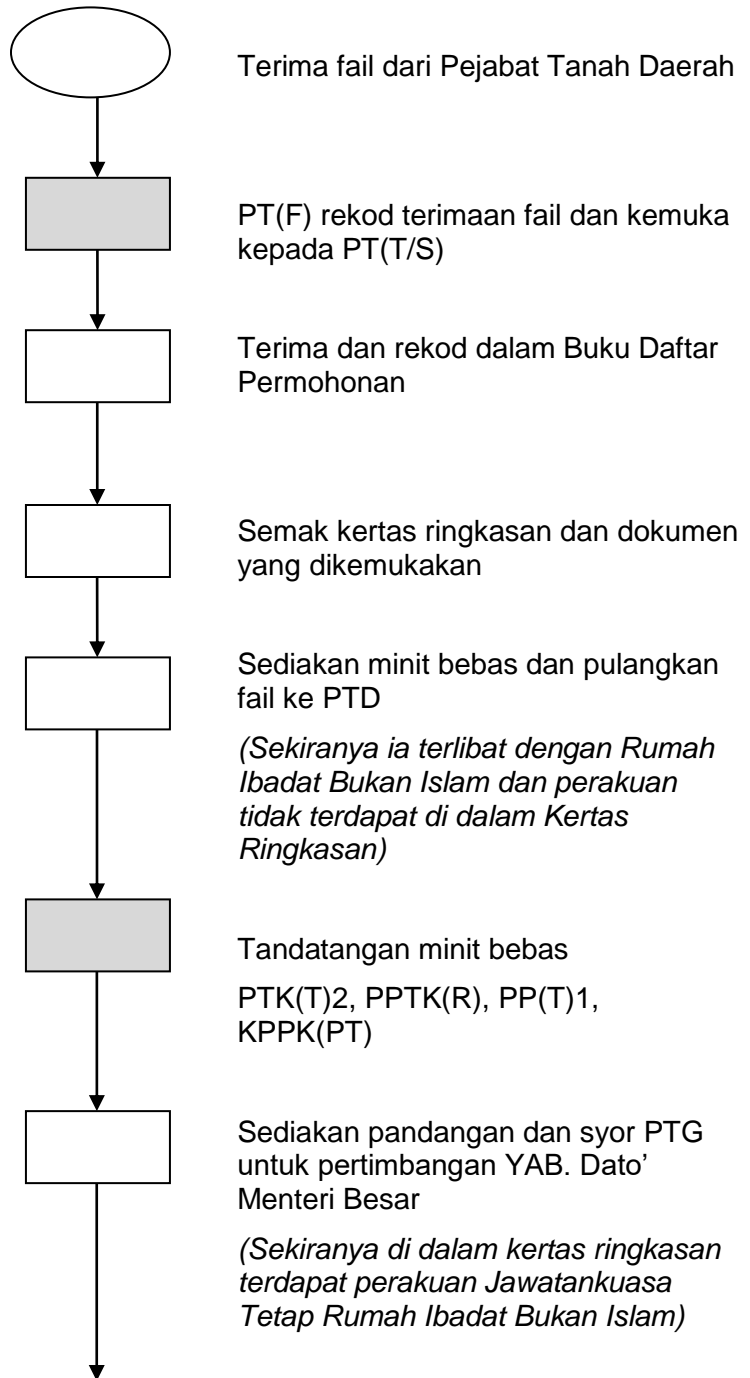 Terima fail dari Pejabat Tanah Daerah
PT(F) rekod terimaan fail dan kemuka
kepada PT(T/S)
Terima dan rekod dalam Buku Daftar
Permohonan
Semak kertas ringkasan dan dokumen
yang dikemukakan
Sediakan minit bebas dan pulangkan
fail ke PTD
(Sekiranya ia terlibat dengan Rumah
Ibadat Bukan Islam dan perakuan
tidak terdapat di dalam Kertas
Ringkasan)
Tandatangan minit bebas
PTK(T)2, PPTK(R), PP(T)1,
KPPK(PT)
Sediakan pandangan dan syor PTG
untuk pertimbangan YAB. Dato’
Menteri Besar
(Sekiranya di dalam kertas ringkasan
terdapat perakuan Jawatankuasa
Tetap Rumah Ibadat Bukan Islam)